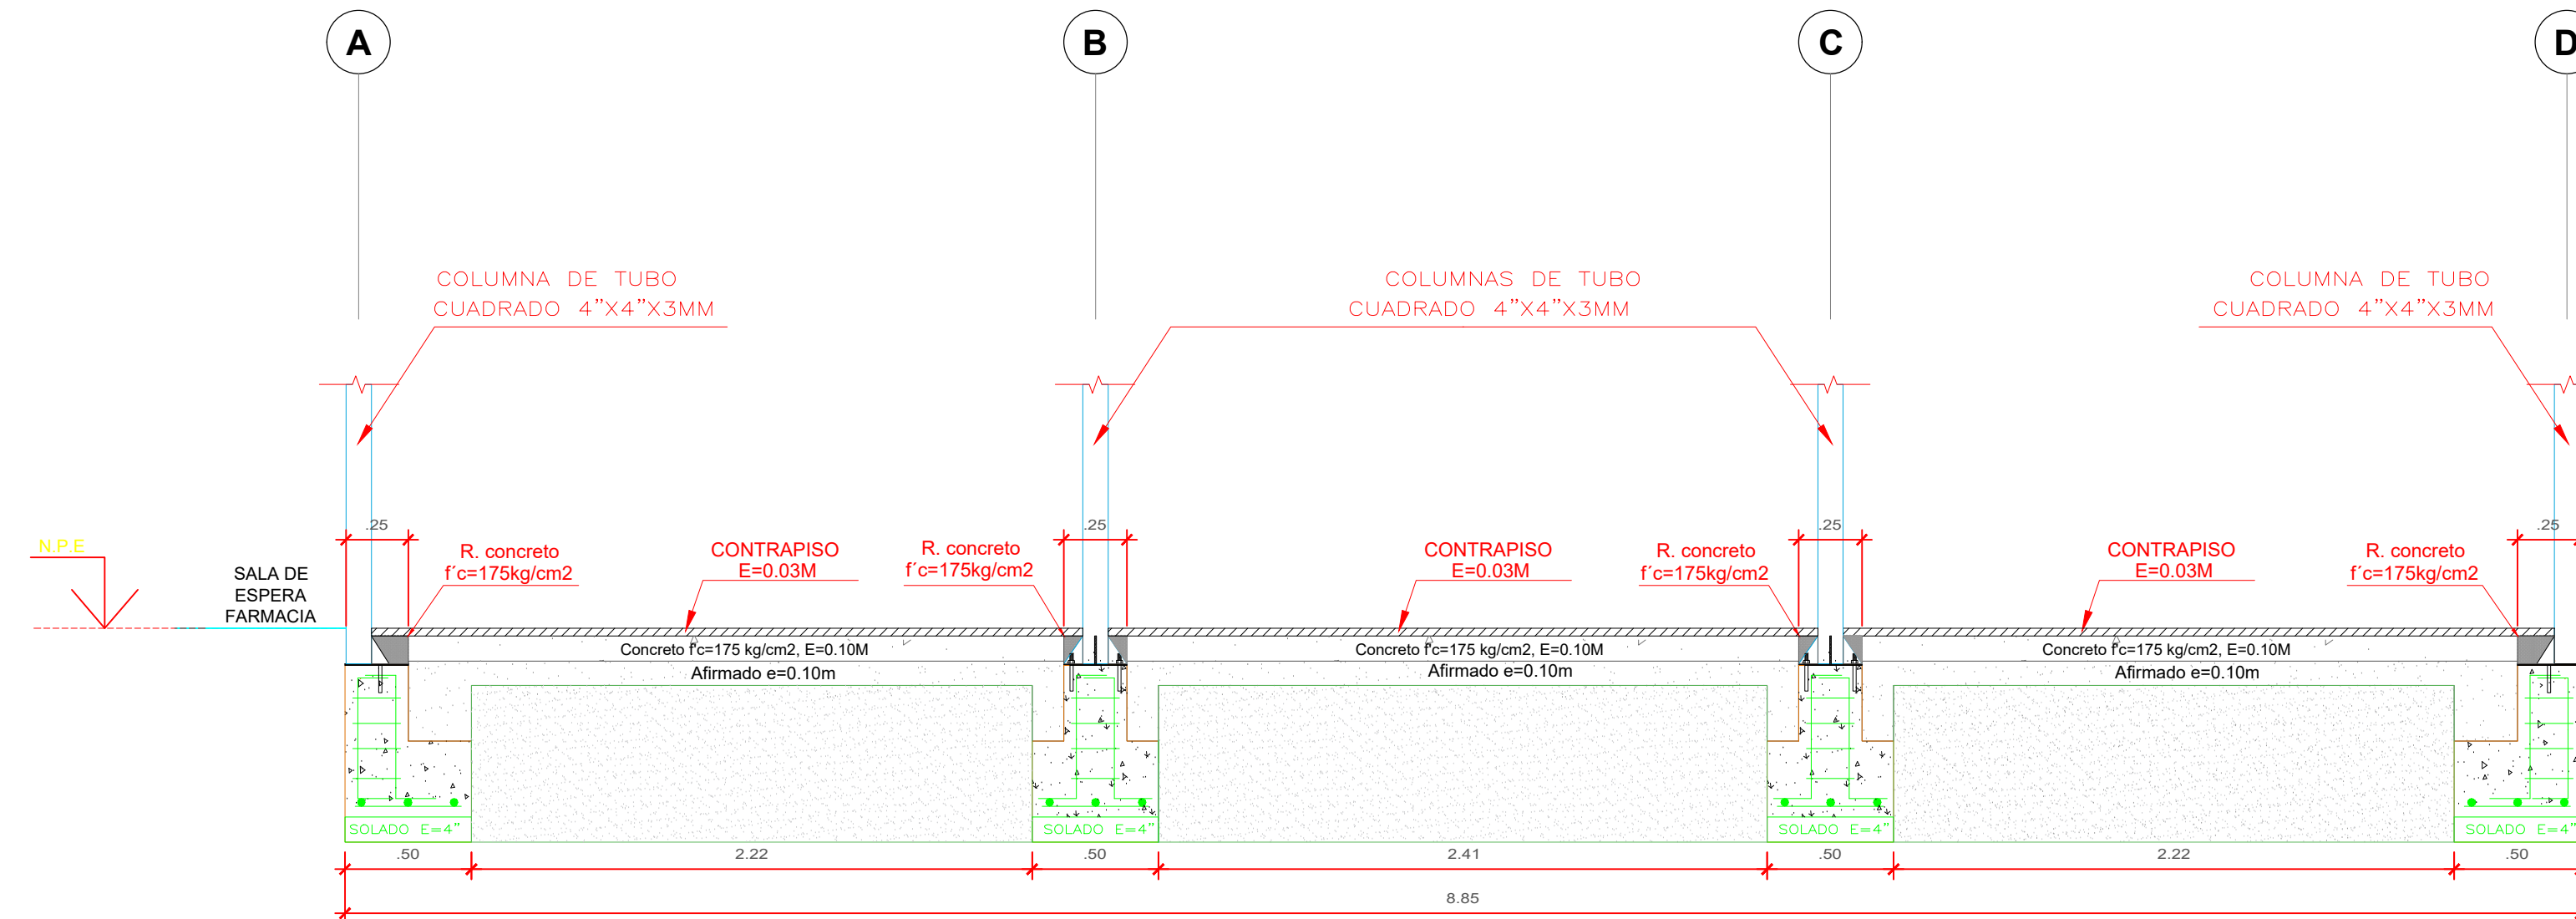 A
B
C
D
COLUMNA DE TUBO
CUADRADO 4”X4”X3MM
COLUMNAS DE TUBO
CUADRADO 4”X4”X3MM
COLUMNA DE TUBO
CUADRADO 4”X4”X3MM
.25
.25
.25
.25
N.P.E
SALA DE
ESPERA
FARMACIA
R. concreto
f´c=175kg/cm2
CONTRAPISO
E=0.03M
R. concreto
f´c=175kg/cm2
CONTRAPISO
E=0.03M
R. concreto
f´c=175kg/cm2
CONTRAPISO
E=0.03M
R. concreto
f´c=175kg/cm2
Concreto f'c=175 kg/cm2, E=0.10M
Concreto f'c=175 kg/cm2, E=0.10M
Concreto f'c=175 kg/cm2, E=0.10M
Afirmado e=0.10m
Afirmado e=0.10m
Afirmado e=0.10m
SOLADO E=4”
SOLADO E=4”
SOLADO E=4”
SOLADO E=4”
.50
2.22
.50
2.41
.50
2.22
.50
8.85